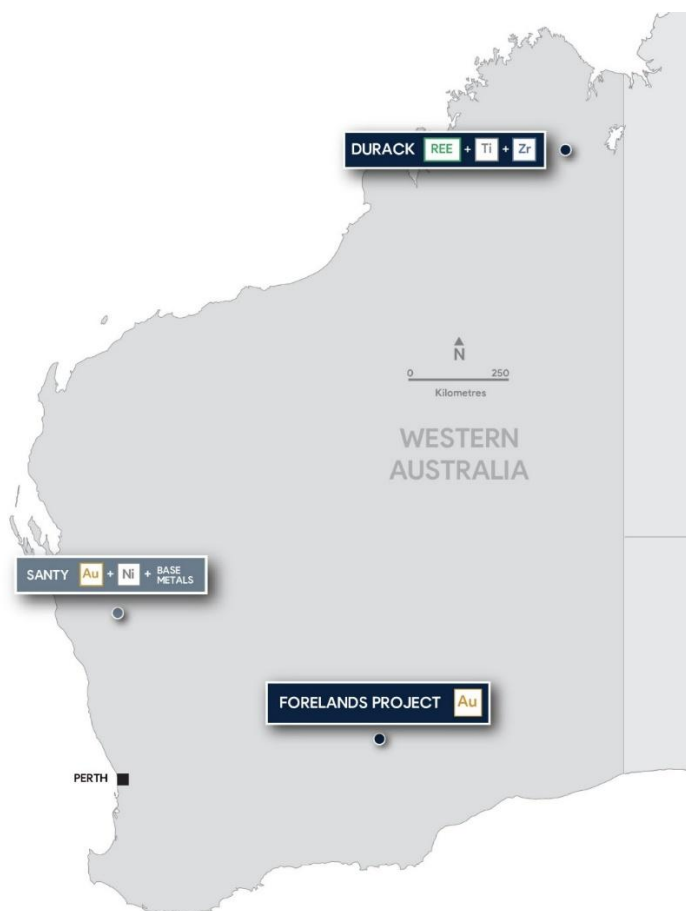 DURACK REE + Ti + Zr
N
0 250
Kilometres
WESTERN
AUSTRALIA
SANTY Au + Ni + BASE
METALS
FORELANDS PROJECT Au
PERTH